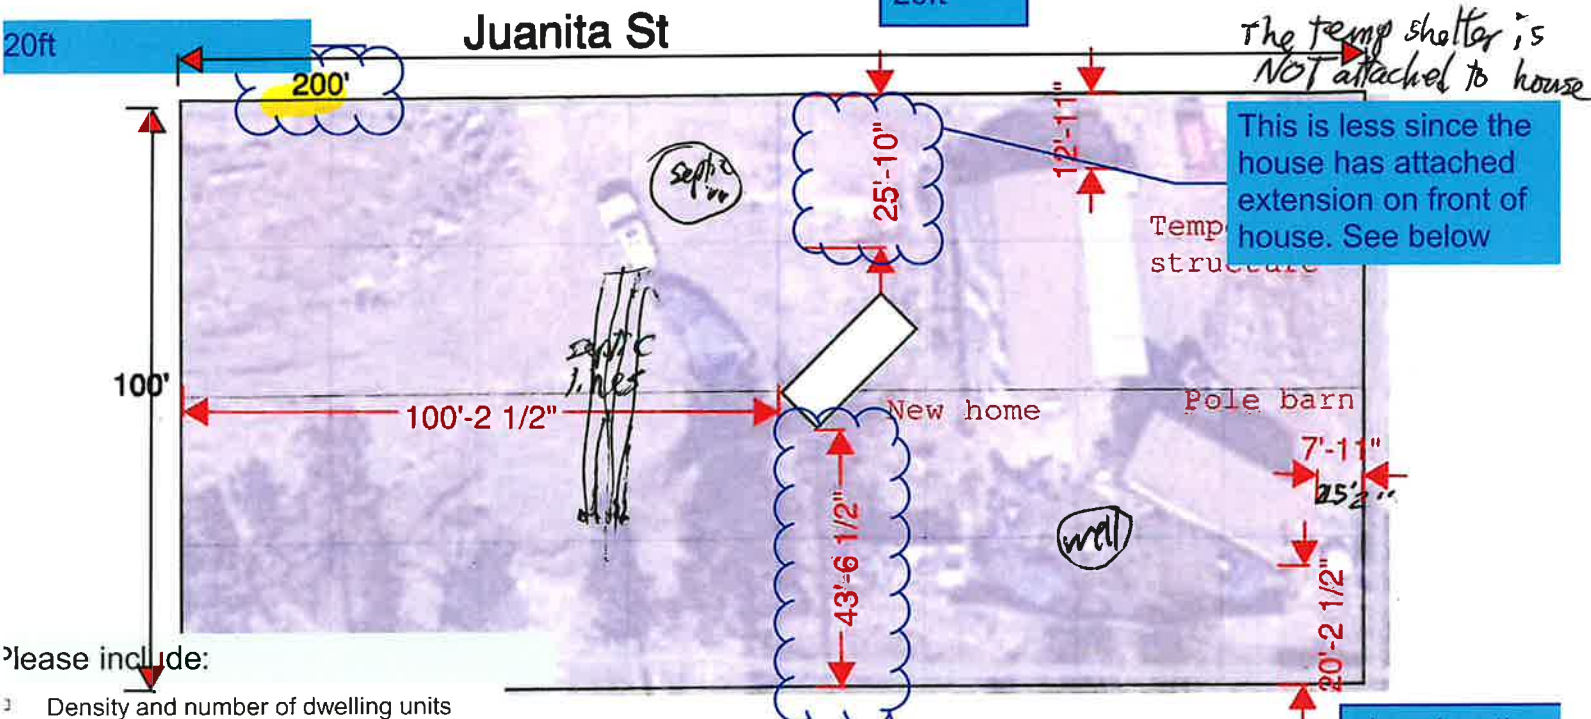 20ft
Juanita St
The temp shelter is
NOT attached to house
200'
This is less since the
house has attached
extension on front of
house. See below
12'-11"
25'-10"
septic
Temp
structure
septic
lines
100'
100'-2 1/2"
New home
Pole barn
7'-11"
43'-6 1/2"
well
20'-2 1/2"
Please include:
Density and number of dwelling units